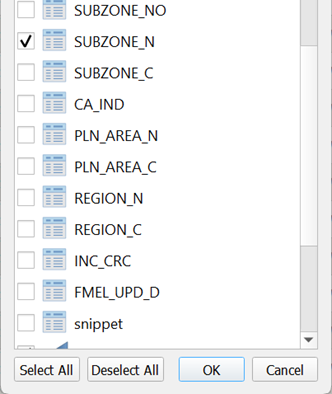 SUBZONE_NO
SUBZONE_N
SUBZONE_C
CA_IND
PLN_AREA_N
PLN_AREA_C
REGION_N
REGION_C
INC_CRC
FMEL_UPD_D
snippet
Select All Deselect All OK Cancel